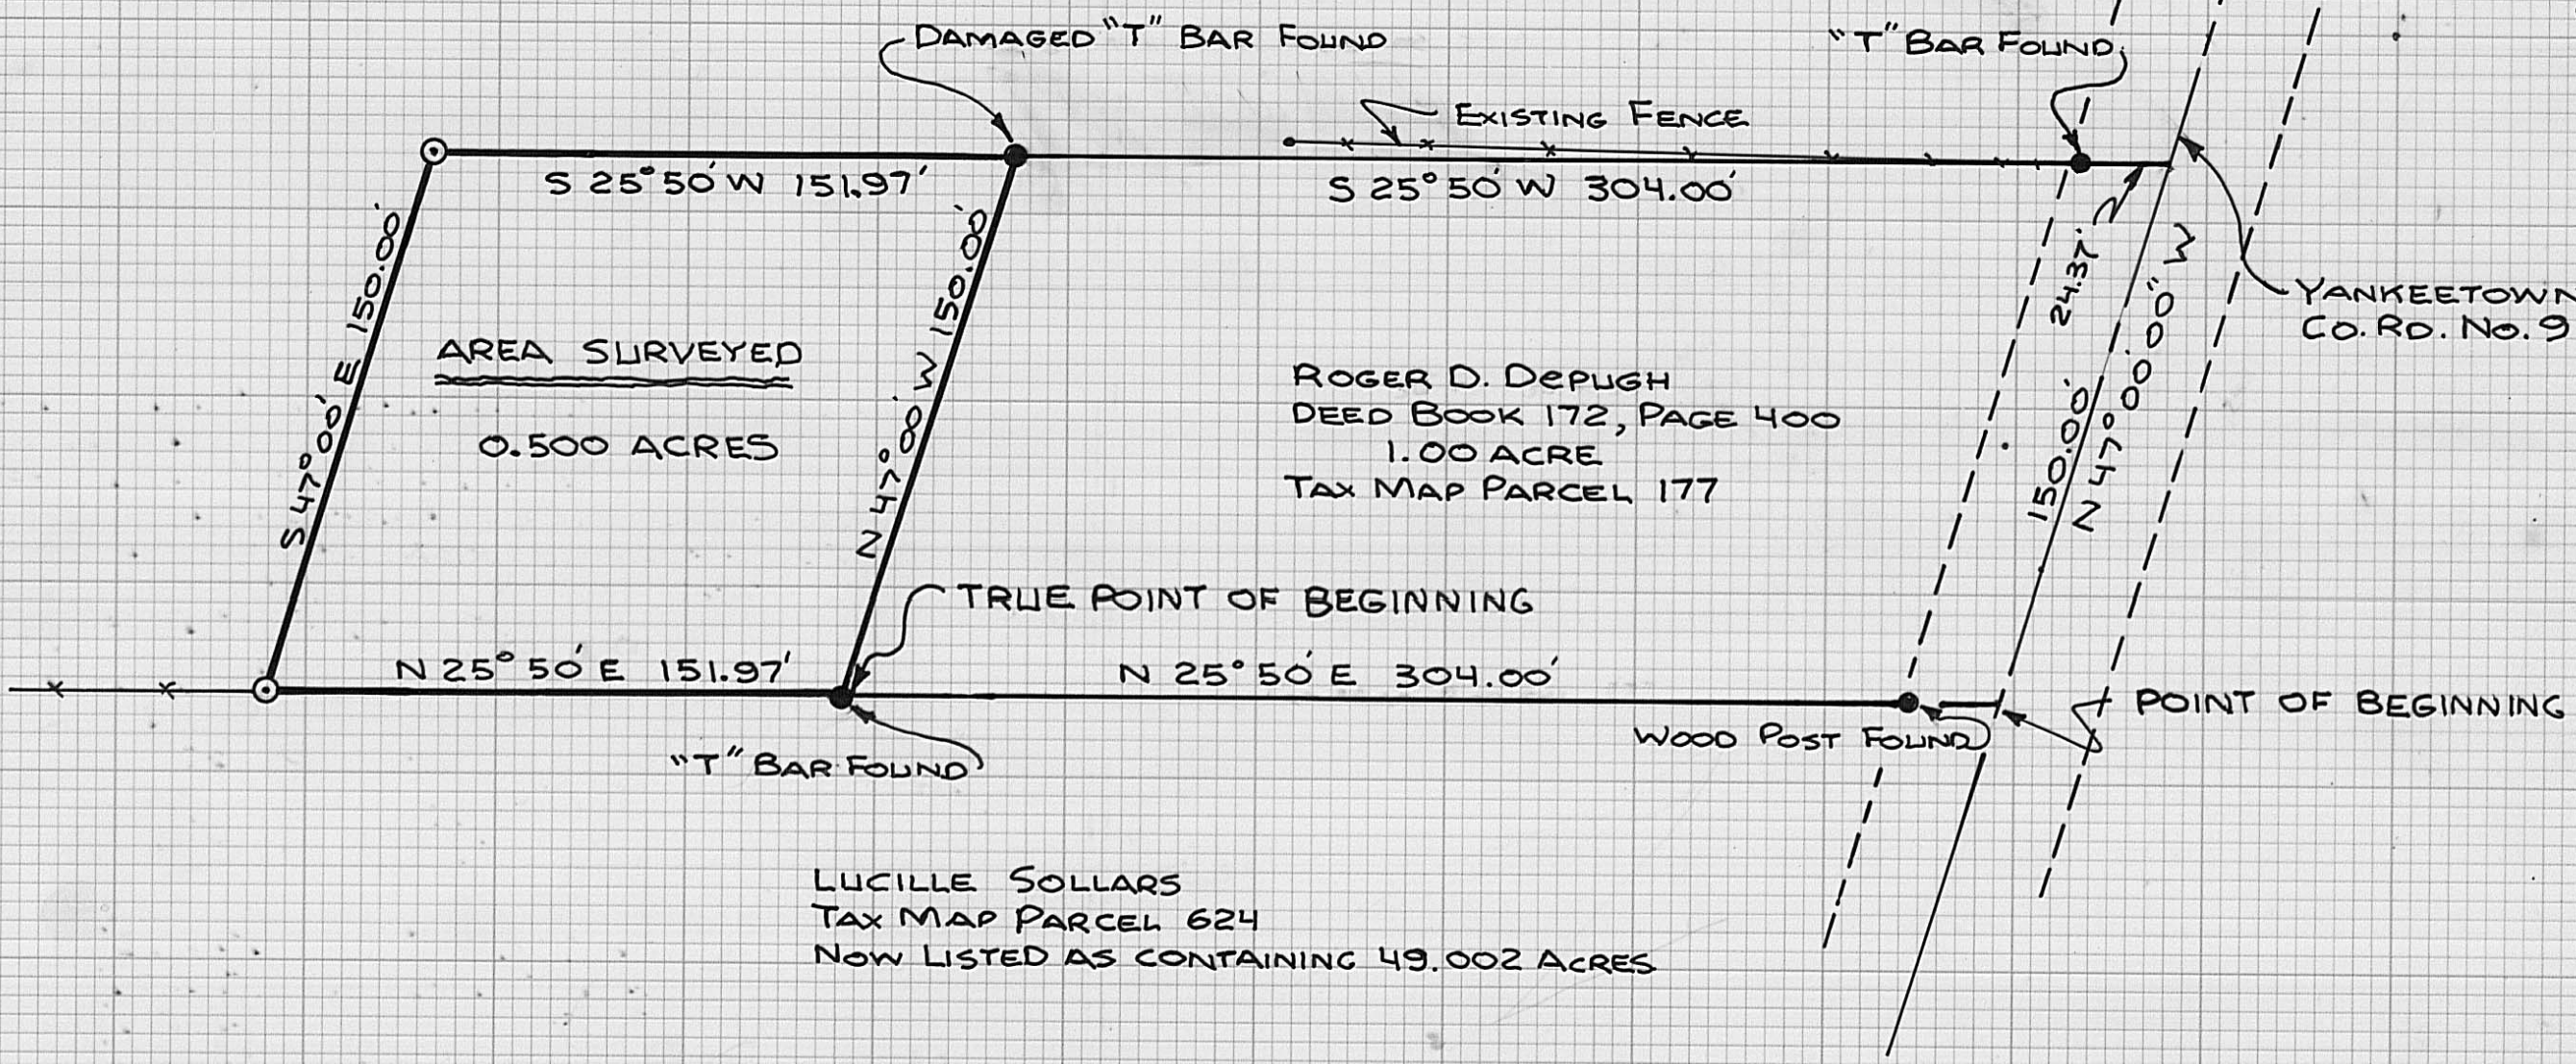 DAMAGED "T" BAR FOUND
"T" BAR FOUND
EXISTING FENCE
S 25° 50' W 151.97'
S 25° 50' W 304.00'
24.37'
S 47° 00' E 150.00'
N 47° 00' W 150.00'
150.00'
N 47° 00' 00" W
YANKEETOWN
CO. RD. NO. 9
AREA SURVEYED
0.500 ACRES
ROGER D. DEPUGH
DEED BOOK 172, PAGE 400
1.00 ACRE
TAX MAP PARCEL 177
TRUE POINT OF BEGINNING
N 25° 50' E 151.97'
N 25° 50' E 304.00'
POINT OF BEGINNING
WOOD POST FOUND
"T" BAR FOUND
LUCILLE SOLLARS
TAX MAP PARCEL 624
NOW LISTED AS CONTAINING 49.002 ACRES